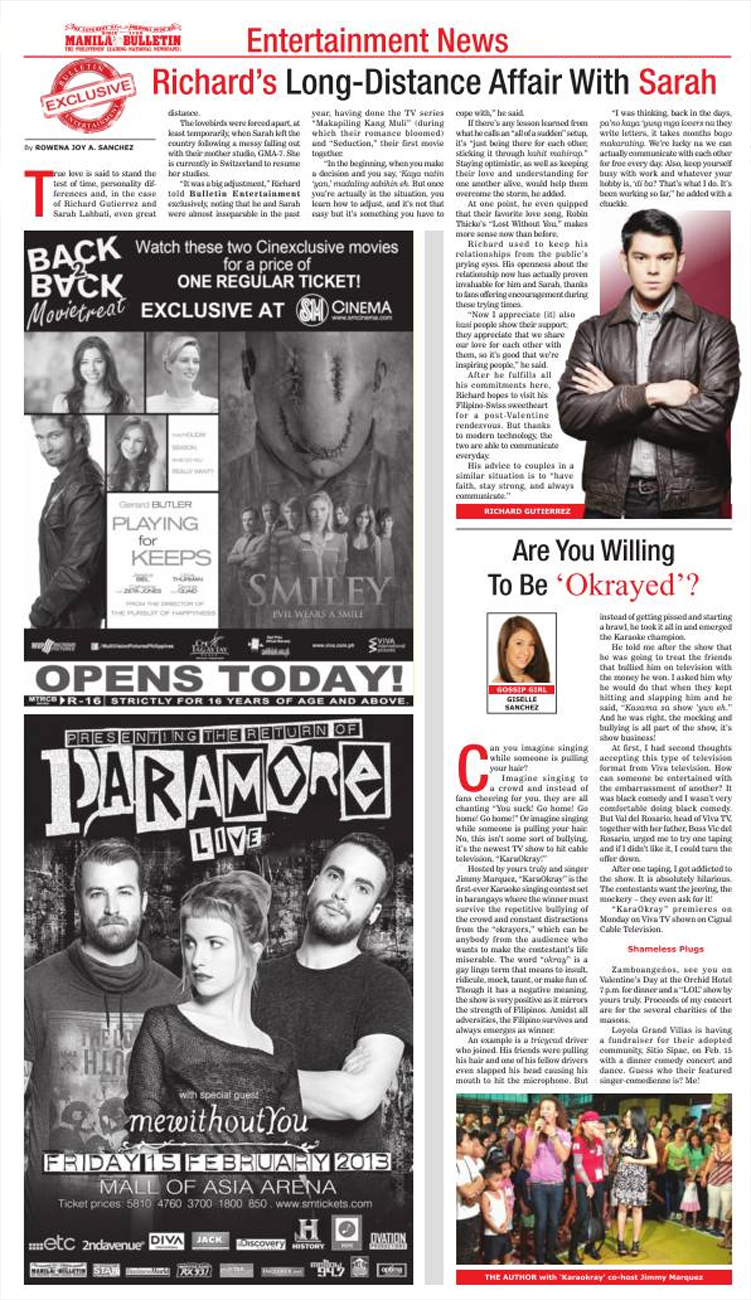 MANILA BULLETIN
THE PHILIPPINES' LEADING NATIONAL NEWSPAPER
Entertainment News
BULLETIN
EXCLUSIVE
ENTERTAINMENT
Richard's Long-Distance Affair With Sarah
By ROWENA JOY A. SANCHEZ
True love is said to stand the
test of time, personality dif-
ferences and, in the case
of Richard Gutierrez and
Sarah Lahbati, even great
distance.
The lovebirds were forced apart, at
least temporarily, when Sarah left the
country following a messy falling out
with their mother studio, GMA-7. She
is currently in Switzerland to resume
her studies.
"It was a big adjustment," Richard
told Bulletin Entertainment
exclusively, noting that he and Sarah
were almost inseparable in the past
year, having done the TV series
"Makapiling Kang Muli" (during
which their romance bloomed)
and "Seduction," their first movie
together.
"In the beginning, when you make
a decision and you say, 'Kaya natin
'yan,' madaling sabihin eh. But once
you're actually in the situation, you
learn how to adjust, and it's not that
easy but it's something you have to
cope with," he said.
If there's any lesson learned from
what he calls an "all of a sudden" setup,
it's "just being there for each other,
sticking it through kahit mahirap."
Staying optimistic, as well as keeping
their love and understanding for
one another alive, would help them
overcome the storm, he added.
At one point, he even quipped
that their favorite love song, Robin
Thicke's "Lost Without You," makes
more sense now than before.
Richard used to keep his
relationships from the public's
prying eyes. His openness about the
relationship now has actually proven
invaluable for him and Sarah, thanks
to fans offering encouragement during
these trying times.
"Now I appreciate [it] also
kasi people show their support;
they appreciate that we share
our love for each other with
them, so it's good that we're
inspiring people," he said.
After he fulfills all
his commitments here,
Richard hopes to visit his
Filipino-Swiss sweetheart
for a post-Valentine
rendezvous. But thanks
to modern technology, the
two are able to communicate
everyday.
His advice to couples in a
similar situation is to "have
faith, stay strong, and always
communicate."
"I was thinking, back in the days,
pa'no kaya 'yung mga lovers na they
write letters, it takes months bago
makarating. We're lucky na we can
actually communicate with each other
for free every day. Also, keep yourself
busy with work and whatever your
hobby is, 'di ba? That's what I do. It's
been working so far," he added with a
chuckle.
RICHARD GUTIERREZ
BACK
2
BACK
Movietreat
Watch these two Cinexclusive movies
for a price of
ONE REGULAR TICKET!
EXCLUSIVE AT SM CINEMA
www.smcinema.com
THIS HOLIDAY
SEASON,
WHAT DO YOU
REALLY WANT?
Gerard BUTLER
PLAYING
for
KEEPS
Jessica
BIEL
Uma
THURMAN
Catherine
ZETA-JONES
Dennis
QUAID
FROM THE DIRECTOR OF
THE PURSUIT OF HAPPYNESS
SMILEY
EVIL WEARS A SMILE
www.viva.com.ph
VIVA
OPENS TODAY!
MTRCB R-16 STRICTLY FOR 16 YEARS OF AGE AND ABOVE.
PRESENTING THE RETURN OF
PARAMORE
LIVE
with special guest
mewithoutYou
FRIDAY 15 FEBRUARY 2013
MALL OF ASIA ARENA
Ticket prices: 5810 4760 3700 1800 850 . www.smtickets.com
etc 2ndavenue DIVA JACK Discovery H HISTORY OVATION PRODUCTIONS
MANILA BULLETIN STAR RX 93.1 94.7 optima
Are You Willing
To Be 'Okrayed'?
GOSSIP GIRL
GISELLE
SANCHEZ
Can you imagine singing
while someone is pulling
your hair?
Imagine singing to
a crowd and instead of
fans cheering for you, they are all
chanting "You suck! Go home! Go
home! Go home!" Or imagine singing
while someone is pulling your hair.
No, this isn't some sort of bullying,
it's the newest TV show to hit cable
television, "KaraOkray!"
Hosted by yours truly and singer
Jimmy Marquez, "KaraOkray" is the
first-ever Karaoke singing contest set
in barangays where the winner must
survive the repetitive bullying of
the crowd and constant distractions
from the "okrayers," which can be
anybody from the audience who
wants to make the contestant's life
miserable. The word "okray" is a
gay lingo term that means to insult,
ridicule, mock, taunt, or make fun of.
Though it has a negative meaning,
the show is very positive as it mirrors
the strength of Filipinos. Amidst all
adversities, the Filipino survives and
always emerges as winner.
An example is a tricycad driver
who joined. His friends were pulling
his hair and one of his fellow drivers
even slapped his head causing his
mouth to hit the microphone. But
instead of getting pissed and starting
a brawl, he took it all in and emerged
the Karaoke champion.
He told me after the show that
he was going to treat the friends
that bullied him on television with
the money he won. I asked him why
he would do that when they kept
hitting and slapping him and he
said, "Kasama sa show 'yun eh."
And he was right, the mocking and
bullying is all part of the show, it's
show business!
At first, I had second thoughts
accepting this type of television
format from Viva television. How
can someone be entertained with
the embarrassment of another? It
was black comedy and I wasn't very
comfortable doing black comedy.
But Val del Rosario, head of Viva TV,
together with her father, Boss Vic del
Rosario, urged me to try one taping
and if I didn't like it, I could turn the
offer down.
After one taping, I got addicted to
the show. It is absolutely hilarious.
The contestants want the jeering, the
mockery – they even ask for it!
"KaraOkray" premieres on
Monday on Viva TV shown on Cignal
Cable Television.
Shameless Plugs
Zamboangeños, see you on
Valentine's Day at the Orchid Hotel
7 p.m. for dinner and a "LOL" show by
yours truly. Proceeds of my concert
are for the several charities of the
masons.
Loyola Grand Villas is having
a fundraiser for their adopted
community, Sitio Sipac, on Feb. 15
with a dinner comedy concert and
dance. Guess who their featured
singer-comedienne is? Me!
THE AUTHOR with 'Karaokray' co-host Jimmy Marquez